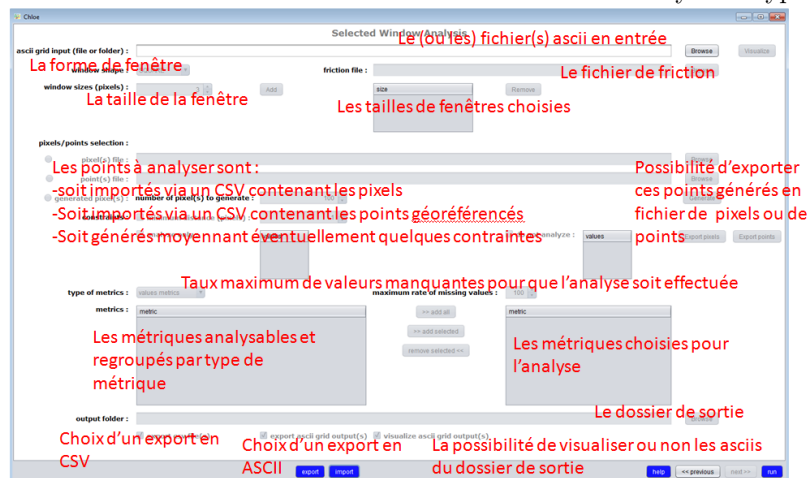 Chloe
Selected Window Analysis
Le (ou les) fichier(s) ascii en entrée
ascii grid input (file or folder) :
Browse
Visualize
La forme de fenêtre
window shape :
friction file :
Le fichier de friction
window sizes (pixels) :
3
Add
size
Remove
La taille de la fenêtre
Les tailles de fenêtres choisies
pixels/points selection :
pixel(s) file :
Browse
point(s) file :
Browse
generated pixel(s) :
number of pixel(s) to generate :
100
Generate
Les points à analyser sont :
-soit importés via un CSV contenant les pixels
-Soit importés via un CSV contenant les points géoréférencés
-Soit générés moyennant éventuellement quelques contraintes
Possibilité d'exporter
ces points générés en
fichier de pixels ou de
points
constraints :
analyze :
values
Export pixels
Export points
Taux maximum de valeurs manquantes pour que l'analyse soit effectuée
type of metrics :
values metrics
maximum rate of missing values :
100
metrics :
metric
>> add all
metric
>> add selected
remove selected <<
Les métriques analysables et
regroupés par type de
métrique
Les métriques choisies pour
l'analyse
Le dossier de sortie
output folder :
Browse
export ascii grid output(s)
visualize ascii grid output(s)
Choix d'un export en
CSV
Choix d'un export en
ASCII
La possibilité de visualiser ou non les asciis
du dossier de sortie
export
import
help
<< previous
next >>
run